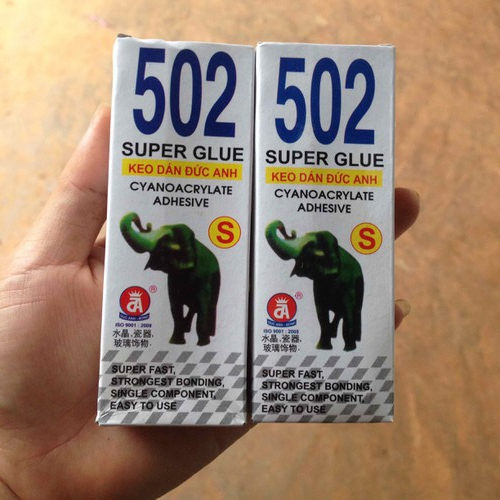 502
SUPER GLUE
KEO DÁN ĐỨC ANH
CYANOACRYLATE
ADHESIVE
S
®
ISO 9001 : 2008
水晶, 瓷器,
玻璃饰物.
SUPER FAST,
STRONGEST BONDING,
SINGLE COMPONENT,
EASY TO USE
502
SUPER GLUE
KEO DÁN ĐỨC ANH
CYANOACRYLATE
ADHESIVE
S
®
ISO 9001 : 2008
水晶, 瓷器,
玻璃饰物.
SUPER FAST,
STRONGEST BONDING,
SINGLE COMPONENT,
EASY TO USE